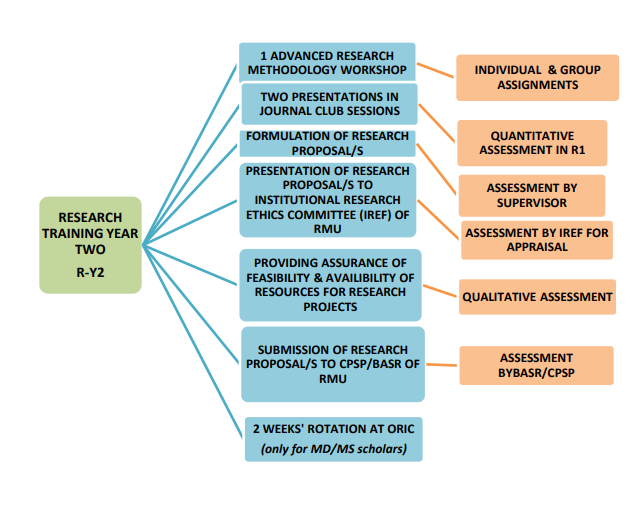 RESEARCH
TRAINING YEAR
TWO
R-Y2
1 ADVANCED RESEARCH
METHODOLOGY WORKSHOP
INDIVIDUAL & GROUP
ASSIGNMENTS
TWO PRESENTATIONS IN
JOURNAL CLUB SESSIONS
QUANTITATIVE
ASSESSMENT IN R1
FORMULATION OF RESEARCH
PROPOSAL/S
ASSESSMENT BY
SUPERVISOR
PRESENTATION OF RESEARCH
PROPOSAL/S TO
INSTITUTIONAL RESEARCH
ETHICS COMMITTEE (IREF) OF
RMU
ASSESSMENT BY IREF FOR
APPRAISAL
PROVIDING ASSURANCE OF
FEASIBILITY & AVAILIBILITY OF
RESOURCES FOR RESEARCH
PROJECTS
QUALITATIVE ASSESSMENT
SUBMISSION OF RESEARCH
PROPOSAL/S TO CPSP/BASR OF
RMU
ASSESSMENT
BYBASR/CPSP
2 WEEKS' ROTATION AT ORIC
(only for MD/MS scholars)